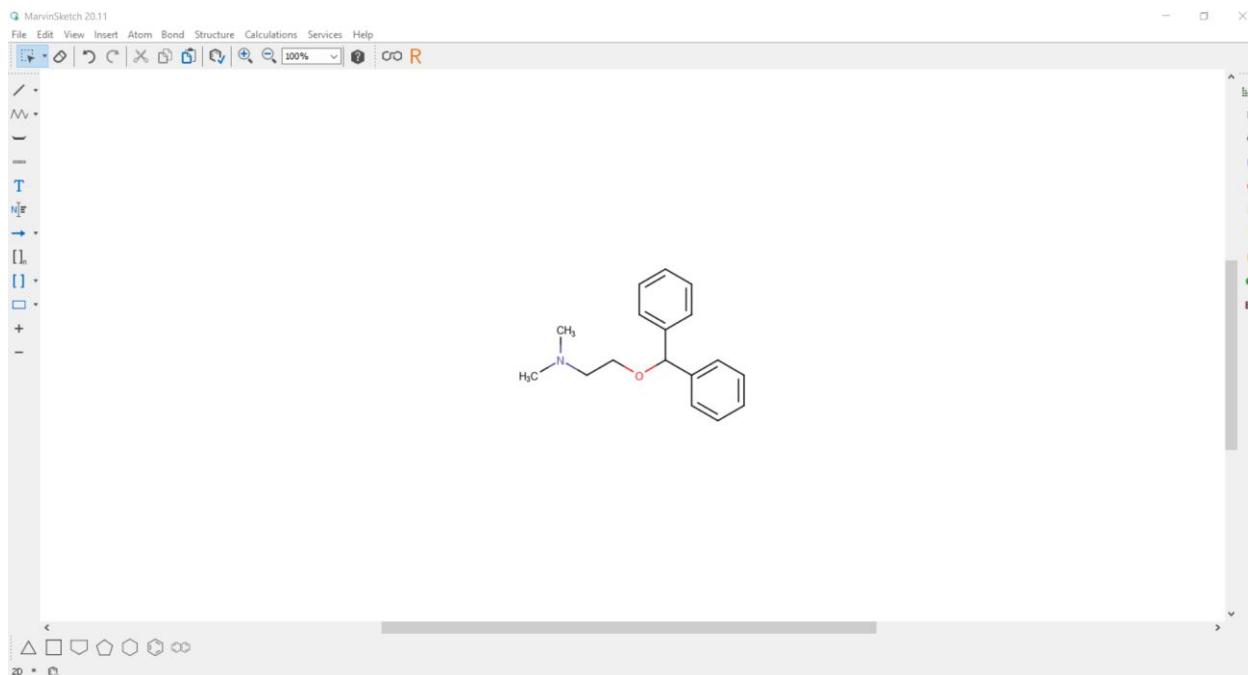 MarvinSketch 20.11
File Edit View Insert Atom Bond Structure Calculations Services Help
100% R
T
N
[ ]n
[ ]
CH3
N
H3C
O
2D